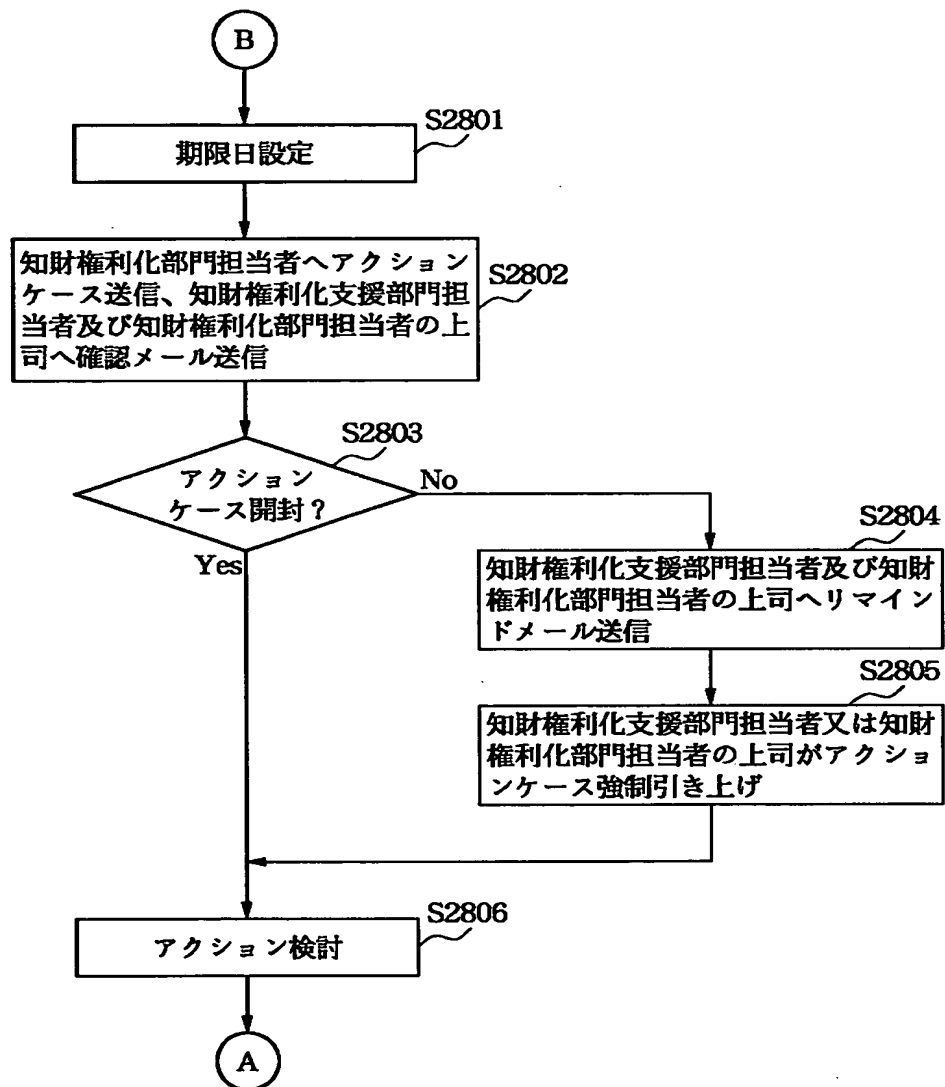 B
S2801
期限日設定
S2802
知財権利化部門担当者へアクション
ケース送信、知財権利化支援部門担
当者及び知財権利化部門担当者の上
司へ確認メール送信
S2803
アクション
ケース開封?
No
Yes
S2804
知財権利化支援部門担当者及び知財
権利化部門担当者の上司へリマイン
ドメール送信
S2805
知財権利化支援部門担当者又は知財
権利化部門担当者の上司がアクショ
ンケース強制引き上げ
S2806
アクション検討
A